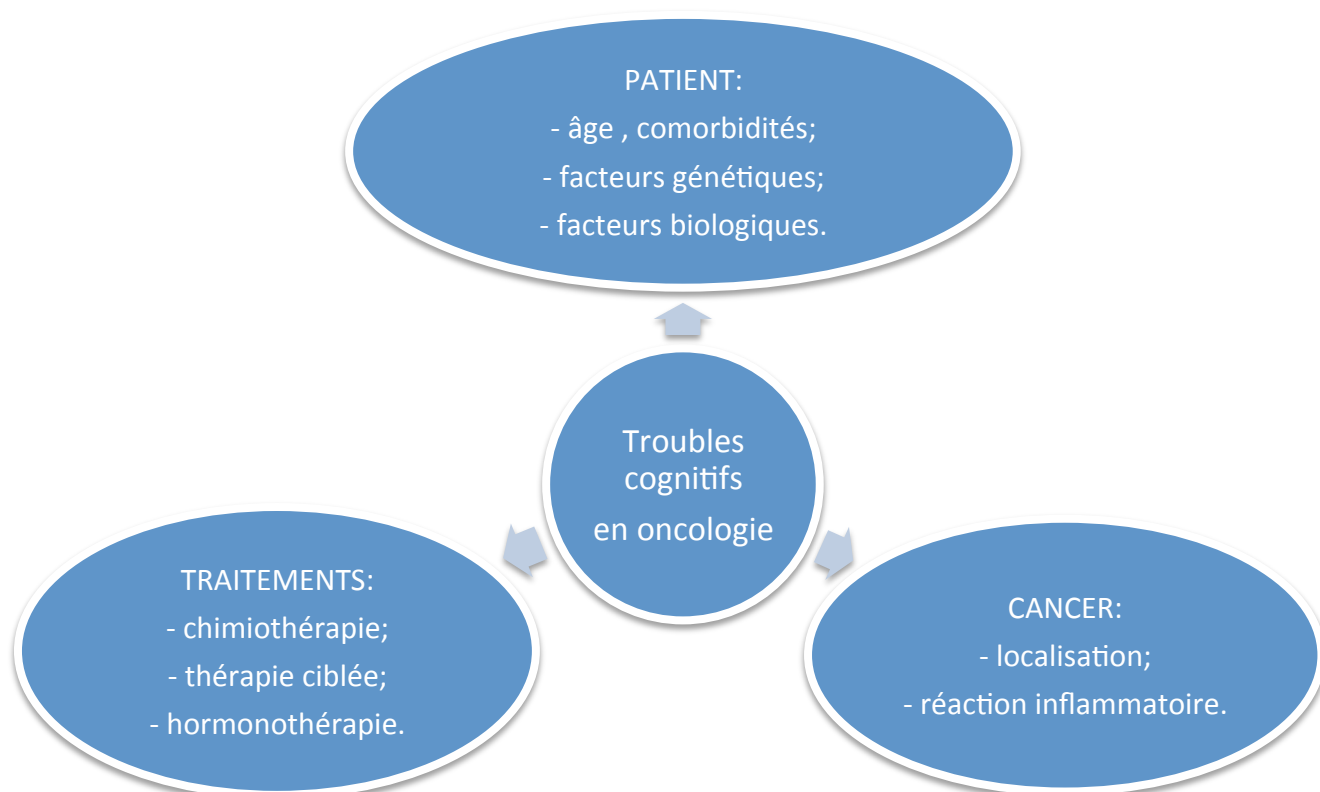 PATIENT:
- âge , comorbidités;
- facteurs génétiques;
- facteurs biologiques.
Troubles
cognitifs
en oncologie
TRAITEMENTS:
- chimiothérapie;
- thérapie ciblée;
- hormonothérapie.
CANCER:
- localisation;
- réaction inflammatoire.